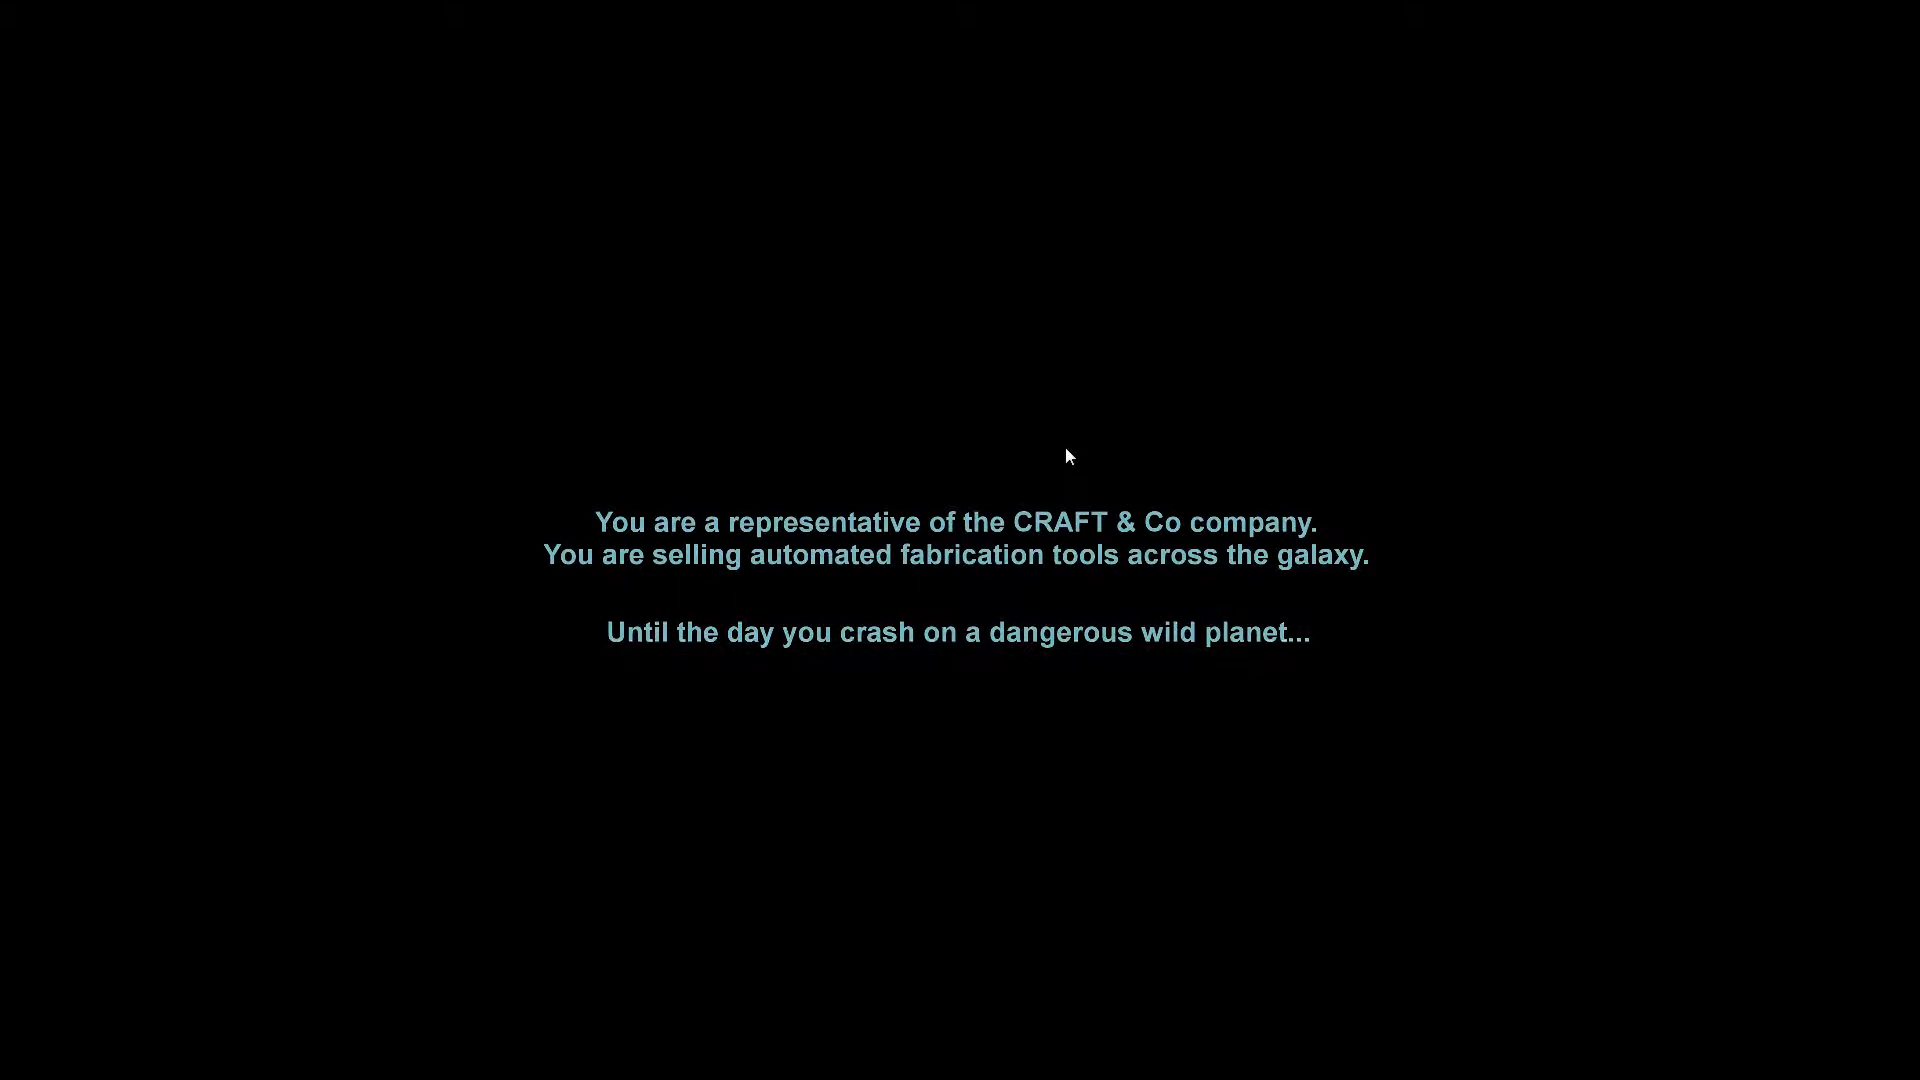 You are a representative of the CRAFT & Co company.
You are selling automated fabrication tools across the galaxy.
Until the day you crash on a dangerous wild planet...